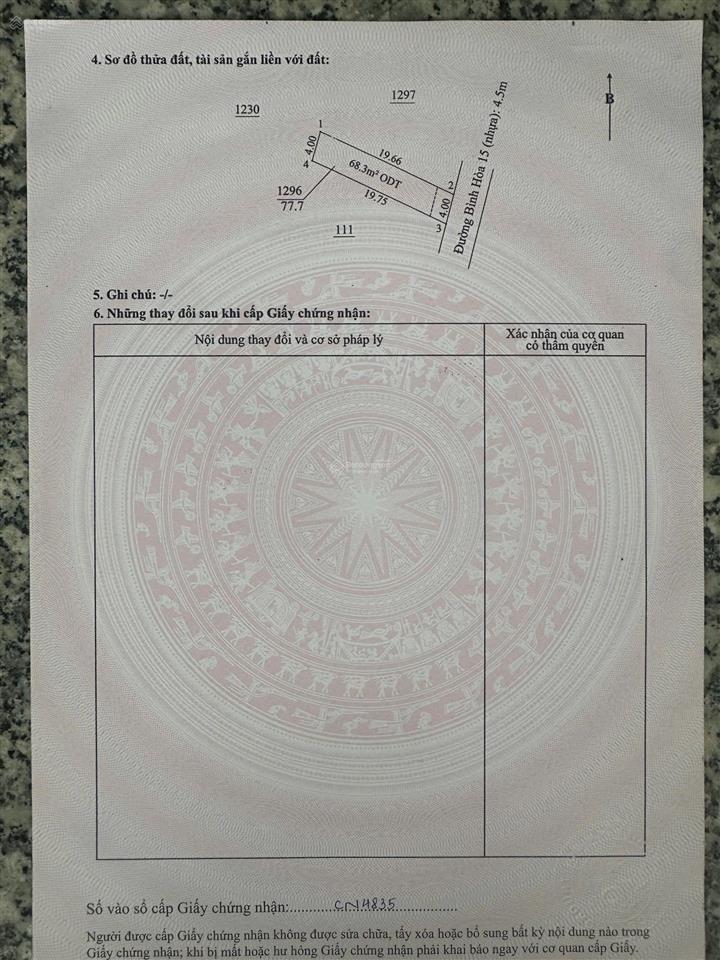 4. Sơ đồ thửa đất, tài sản gắn liền với đất:
1297
1230
B
1
4.00
4
19.66
68.3m² ODT
19.75
2
4.00
3
Đường Bình Hòa 15 (nhựa): 4.5m
1296
77.7
111
5. Ghi chú: -/-
6. Những thay đổi sau khi cấp Giấy chứng nhận:
Nội dung thay đổi và cơ sở pháp lý
Xác nhận của cơ quan
có thẩm quyền
Số vào sổ cấp Giấy chứng nhận:....CN4835....
Người được cấp Giấy chứng nhận không được sửa chữa, tẩy xóa hoặc bổ sung bất kỳ nội dung nào trong
Giấy chứng nhận; khi bị mất hoặc hư hỏng Giấy chứng nhận phải khai báo ngay với cơ quan cấp Giấy.